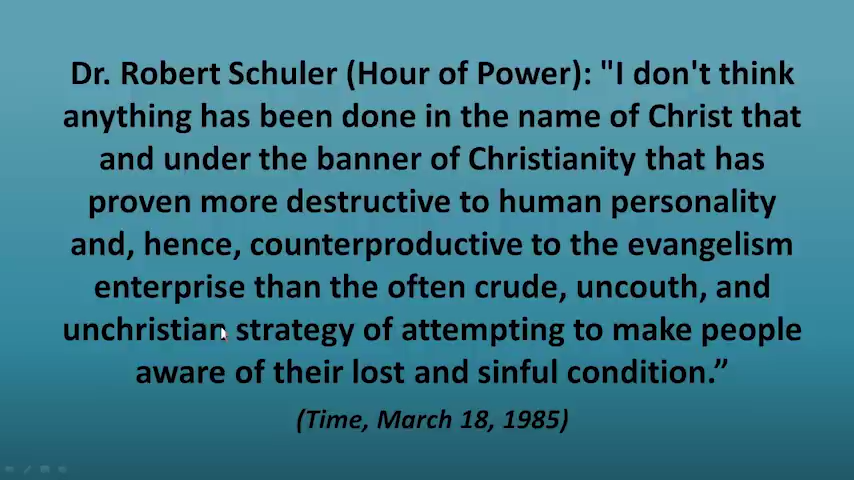 Dr. Robert Schuler (Hour of Power): "I don't think
anything has been done in the name of Christ that
and under the banner of Christianity that has
proven more destructive to human personality
and, hence, counterproductive to the evangelism
enterprise than the often crude, uncouth, and
unchristian strategy of attempting to make people
aware of their lost and sinful condition.”
(Time, March 18, 1985)